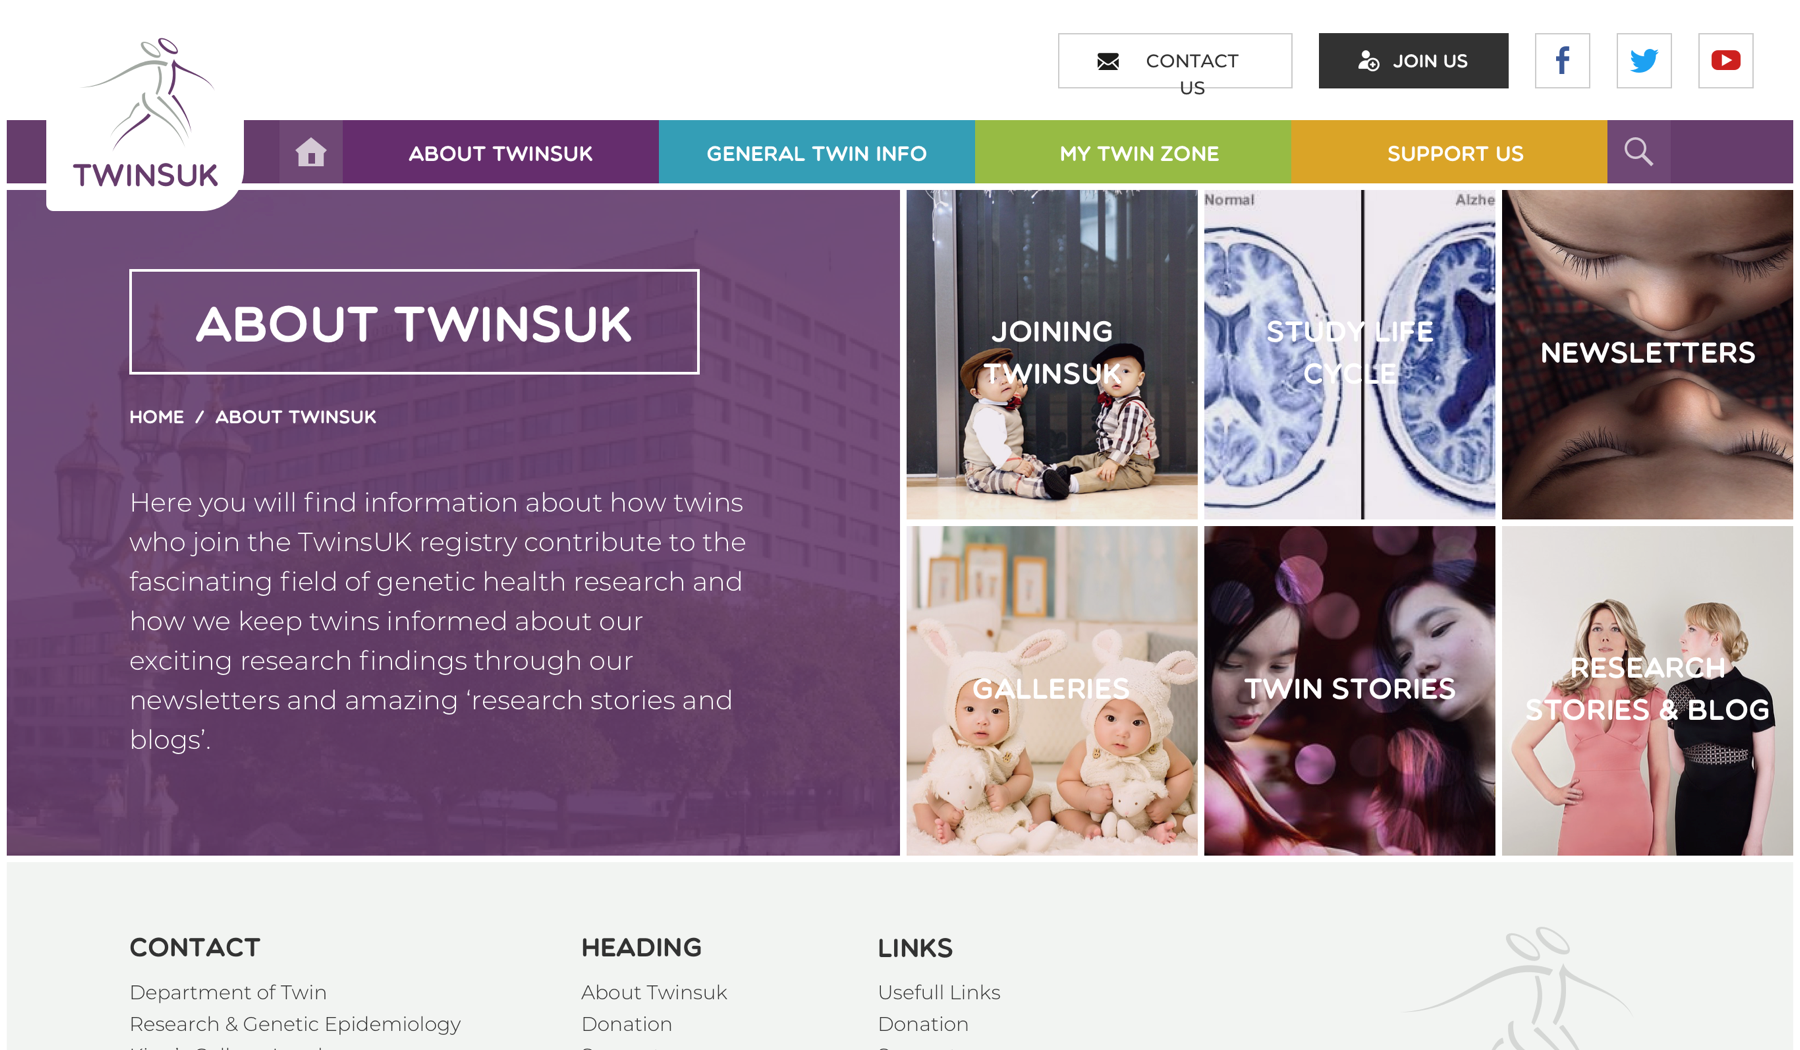 CONTACT
US
JOIN US
TWINSUK
ABOUT TWINSUK
GENERAL TWIN INFO
MY TWIN ZONE
SUPPORT US
ABOUT TWINSUK
HOME / ABOUT TWINSUK
Here you will find information about how twins
who join the TwinsUK registry contribute to the
fascinating field of genetic health research and
how we keep twins informed about our
exciting research findings through our
newsletters and amazing ‘research stories and
blogs’.
JOINING
TWINSUK
Normal
Alzhe
STUDY LIFE
CYCLE
NEWSLETTERS
GALLERIES
TWIN STORIES
RESEARCH
STORIES & BLOG
CONTACT
Department of Twin
Research & Genetic Epidemiology
HEADING
About Twinsuk
Donation
LINKS
Usefull Links
Donation